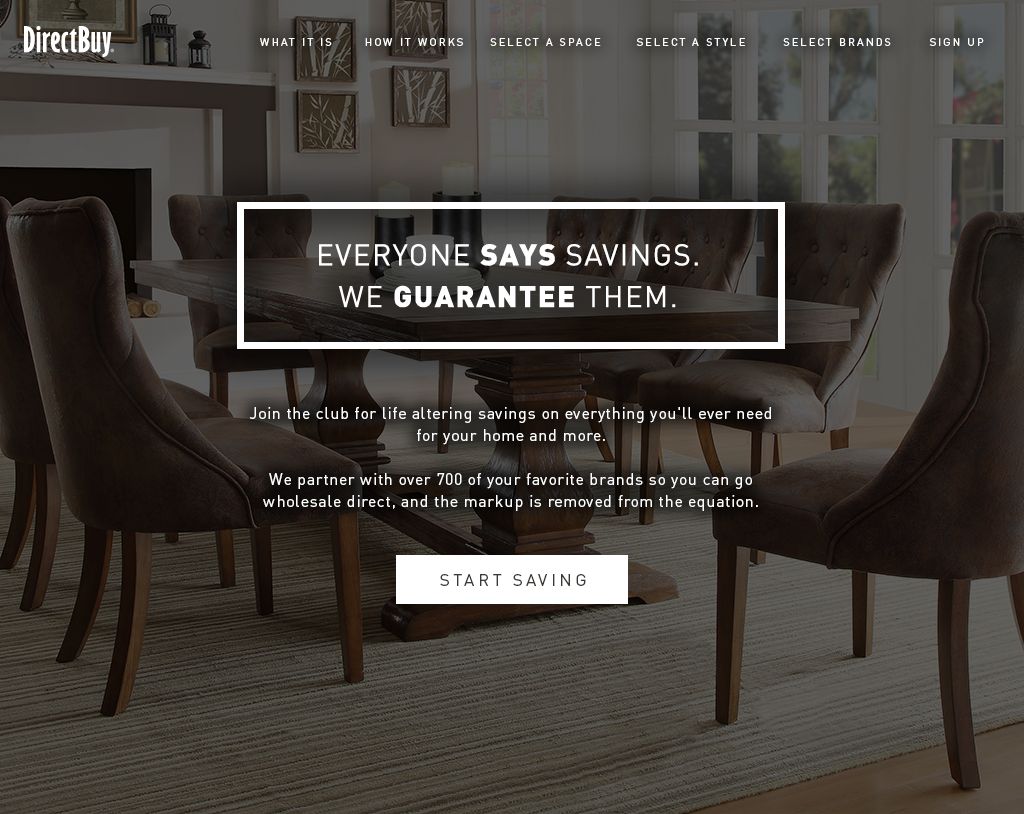 DirectBuy
WHAT IT IS
HOW IT WORKS
SELECT A SPACE
SELECT A STYLE
SELECT BRANDS
SIGN UP
EVERYONE SAYS SAVINGS.
WE GUARANTEE THEM.
Join the club for life altering savings on everything you'll ever need
for your home and more.
We partner with over 700 of your favorite brands so you can go
wholesale direct, and the markup is removed from the equation.
START SAVING